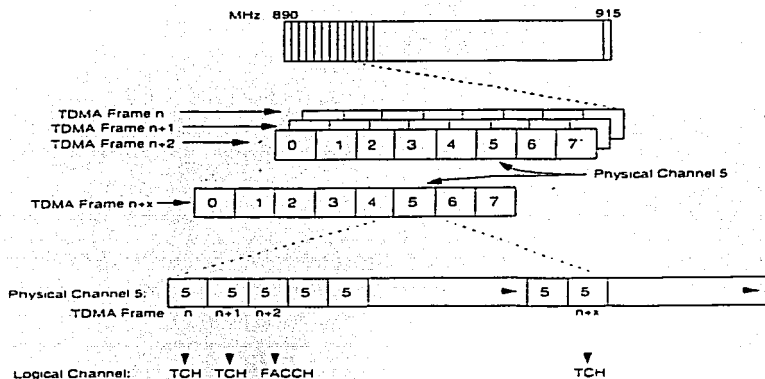 MHz 890 915
TDMA Frame n
TDMA Frame n+1
TDMA Frame n+2
0 1 2 3 4 5 6 7
Physical Channel 5
TDMA Frame n+x
0 1 2 3 4 5 6 7
Physical Channel 5: 5 5 5 5 5 5 5
TDMA Frame n n+1 n+2 n+x
Logical Channel: TCH TCH FACCH TCH